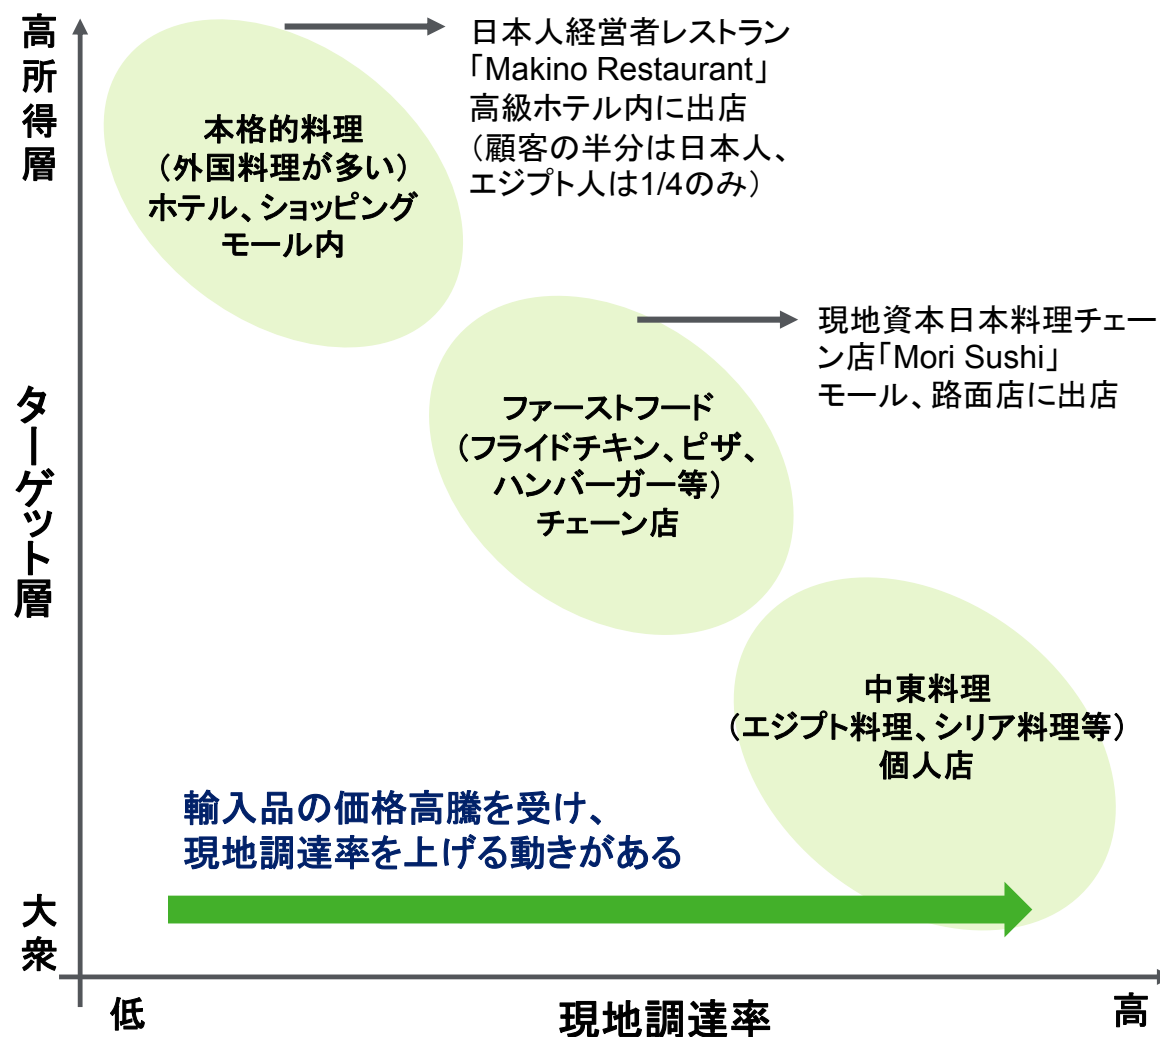 高所得層
日本人経営者レストラン
「Makino Restaurant」
高級ホテル内に出店
（顧客の半分は日本人、
エジプト人は1/4のみ）
本格的料理
（外国料理が多い）
ホテル、ショッピング
モール内
現地資本日本料理チェー
ン店「Mori Sushi」
モール、路面店に出店
ターゲット層
ファーストフード
（フライドチキン、ピザ、
ハンバーガー等）
チェーン店
中東料理
（エジプト料理、シリア料理等）
個人店
輸入品の価格高騰を受け、
現地調達率を上げる動きがある
大衆
低
現地調達率
高